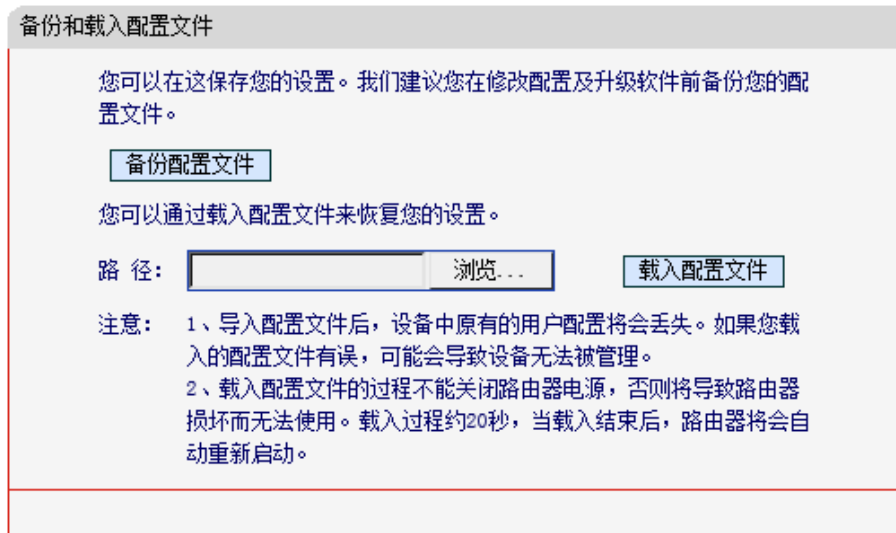 备份和载入配置文件
您可以在这保存您的设置。我们建议您在修改配置及升级软件前备份您的配
置文件。
备份配置文件
您可以通过载入配置文件来恢复您的设置。
路 径: 浏览... 载入配置文件
注意: 1、导入配置文件后，设备中原有的用户配置将会丢失。如果您载
入的配置文件有误，可能会导致设备无法被管理。
2、载入配置文件的过程不能关闭路由器电源，否则将导致路由器
损坏而无法使用。载入过程约20秒，当载入结束后，路由器将会自
动重新启动。